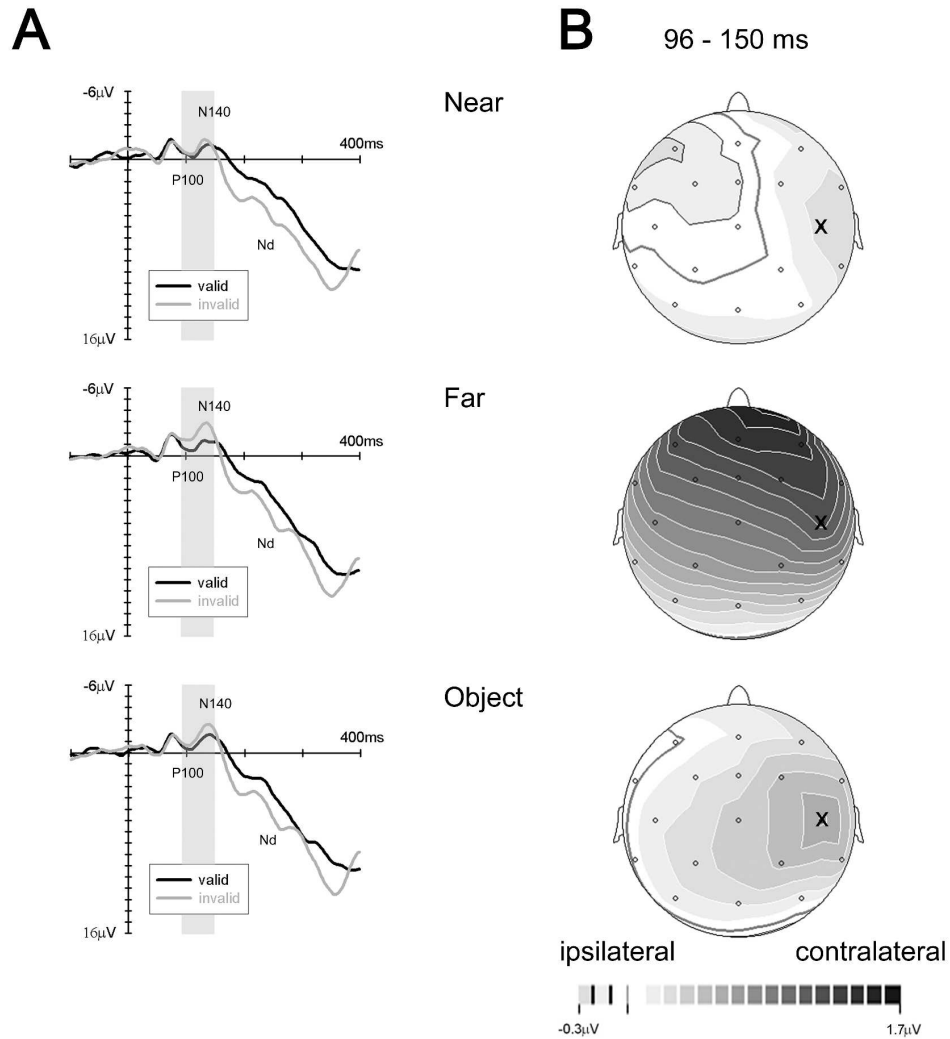 A
B
96 - 150 ms
-6µV
N140
Near
400ms
P100
Nd
valid
invalid
16µV
X
-6µV
N140
Far
400ms
P100
Nd
valid
invalid
16µV
X
-6µV
N140
Object
400ms
P100
Nd
valid
invalid
16µV
X
ipsilateral contralateral
-0.3µV 1.7µV